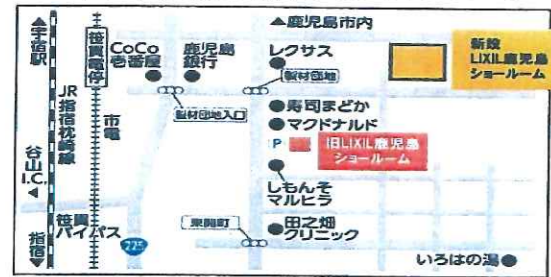 ▲鹿児島市内
▲宇宿駅
笹貫電停
CoCo
壱番屋
鹿児島
銀行
レクサス
製材団地
新設
LIXIL鹿児島
ショールーム
JR指宿枕崎線
市電
製材団地入口
寿司まどか
マクドナルド
P
旧LIXIL鹿児島
ショールーム
谷山
I.C.
しもんそ
マルヒラ
笹貫
バイパス
東開町
田之畑
クリニック
指宿▼
225
いろはの湯